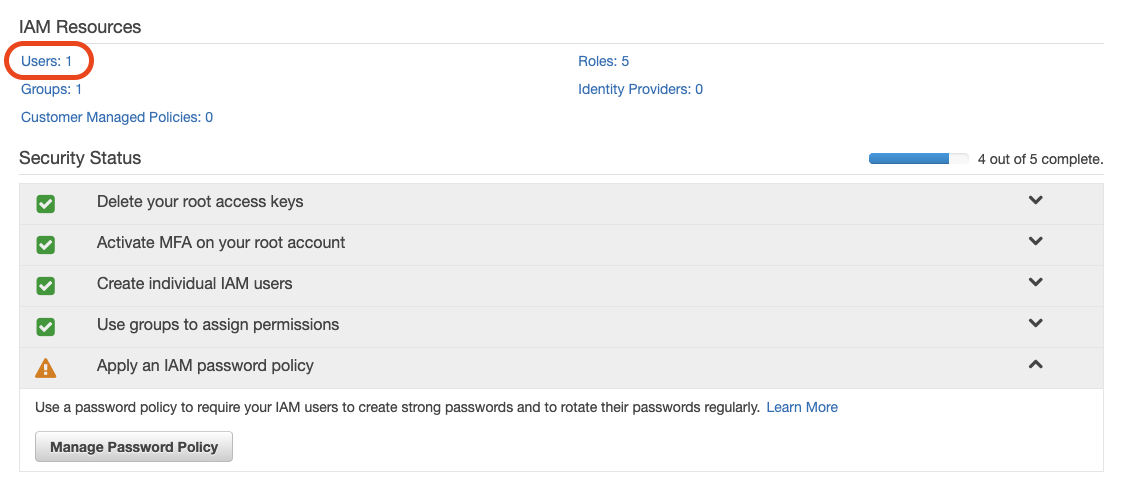 IAM Resources
Users: 1
Roles: 5
Groups: 1
Identity Providers: 0
Customer Managed Policies: 0
Security Status
4 out of 5 complete.
Delete your root access keys
Activate MFA on your root account
Create individual IAM users
Use groups to assign permissions
Apply an IAM password policy
Use a password policy to require your IAM users to create strong passwords and to rotate their passwords regularly. Learn More
Manage Password Policy